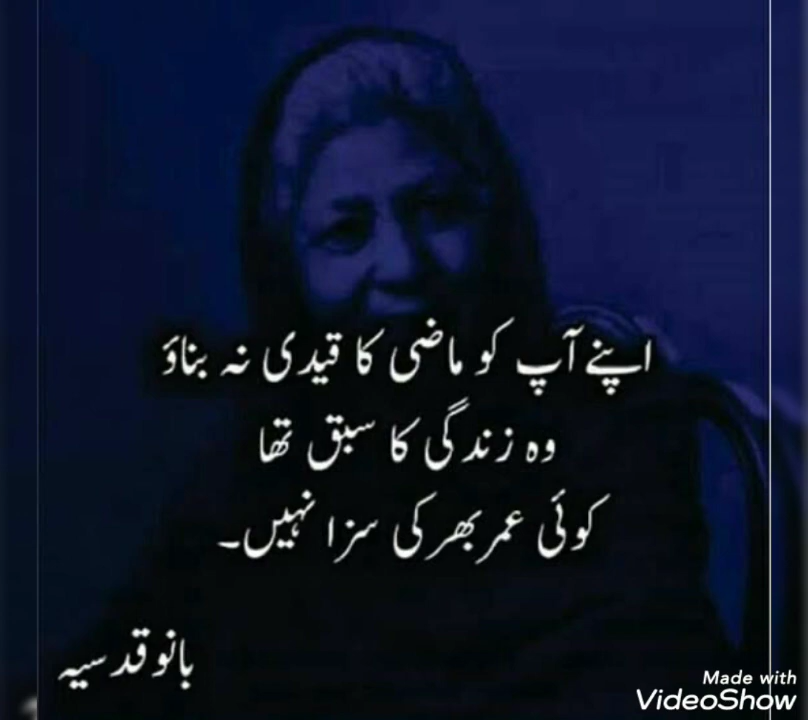 اپنے آپ کو ماضی کا قیدی نہ بناؤ
وہ زندگی کا سبق تھا
کوئی عمر بھر کی سزا نہیں۔
بانو قدسیہ
Made with
VideoShow